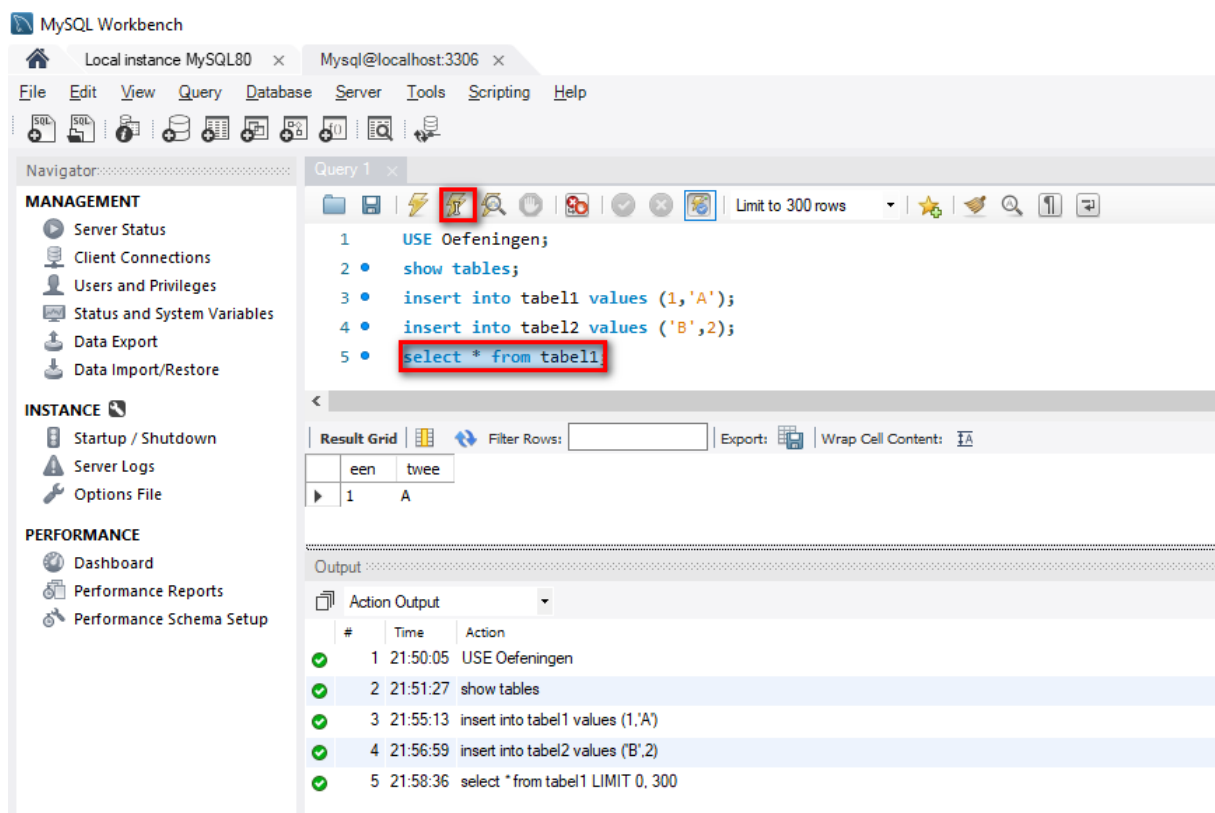 MySQL Workbench
Local instance MySQL80 × Mysql@localhost:3306 ×
File Edit View Query Database Server Tools Scripting Help
Navigator
Query 1 ×
MANAGEMENT
Server Status
Client Connections
Users and Privileges
Status and System Variables
Data Export
Data Import/Restore
INSTANCE
Startup / Shutdown
Server Logs
Options File
PERFORMANCE
Dashboard
Performance Reports
Performance Schema Setup
Limit to 300 rows
1 USE Oefeningen;
2 show tables;
3 insert into tabel1 values (1,'A');
4 insert into tabel2 values ('B',2);
5 select * from tabel1;
Result Grid Filter Rows: Export: Wrap Cell Content:
een twee
1 A
Output
Action Output
# Time Action
1 21:50:05 USE Oefeningen
2 21:51:27 show tables
3 21:55:13 insert into tabel1 values (1,'A')
4 21:56:59 insert into tabel2 values ('B',2)
5 21:58:36 select * from tabel1 LIMIT 0, 300